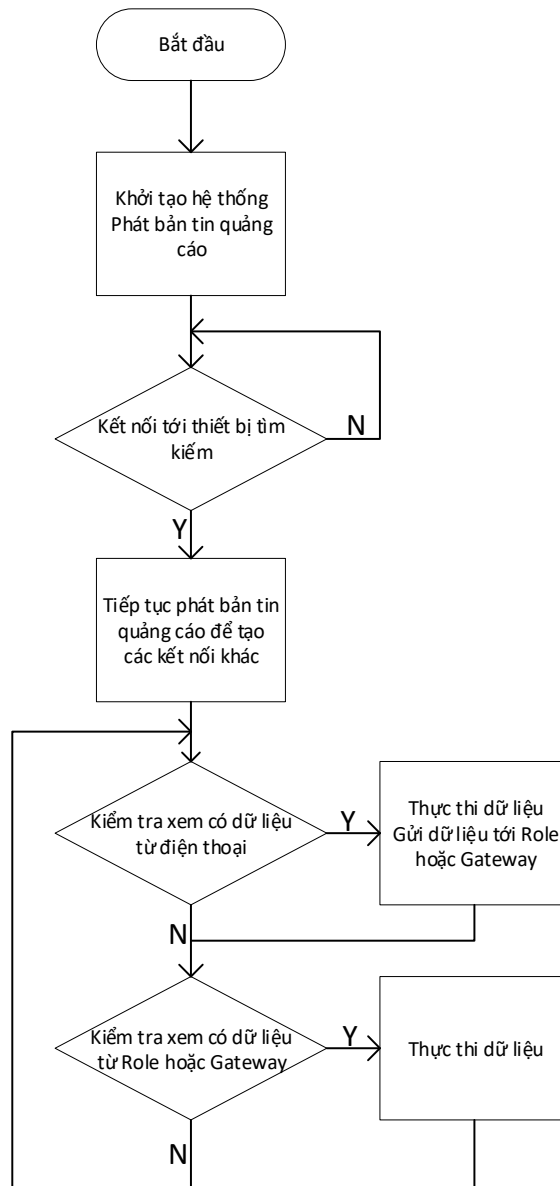 Bắt đầu
Khởi tạo hệ thống
Phát bản tin quảng
cáo
Kết nối tới thiết bị tìm
kiếm
N
Y
Tiếp tục phát bản tin
quảng cáo để tạo
các kết nối khác
Kiểm tra xem có dữ liệu
từ điện thoại
Y
Thực thi dữ liệu
Gửi dữ liệu tới Role
hoặc Gateway
N
Kiểm tra xem có dữ liệu
từ Role hoặc Gateway
Y
Thực thi dữ liệu
N